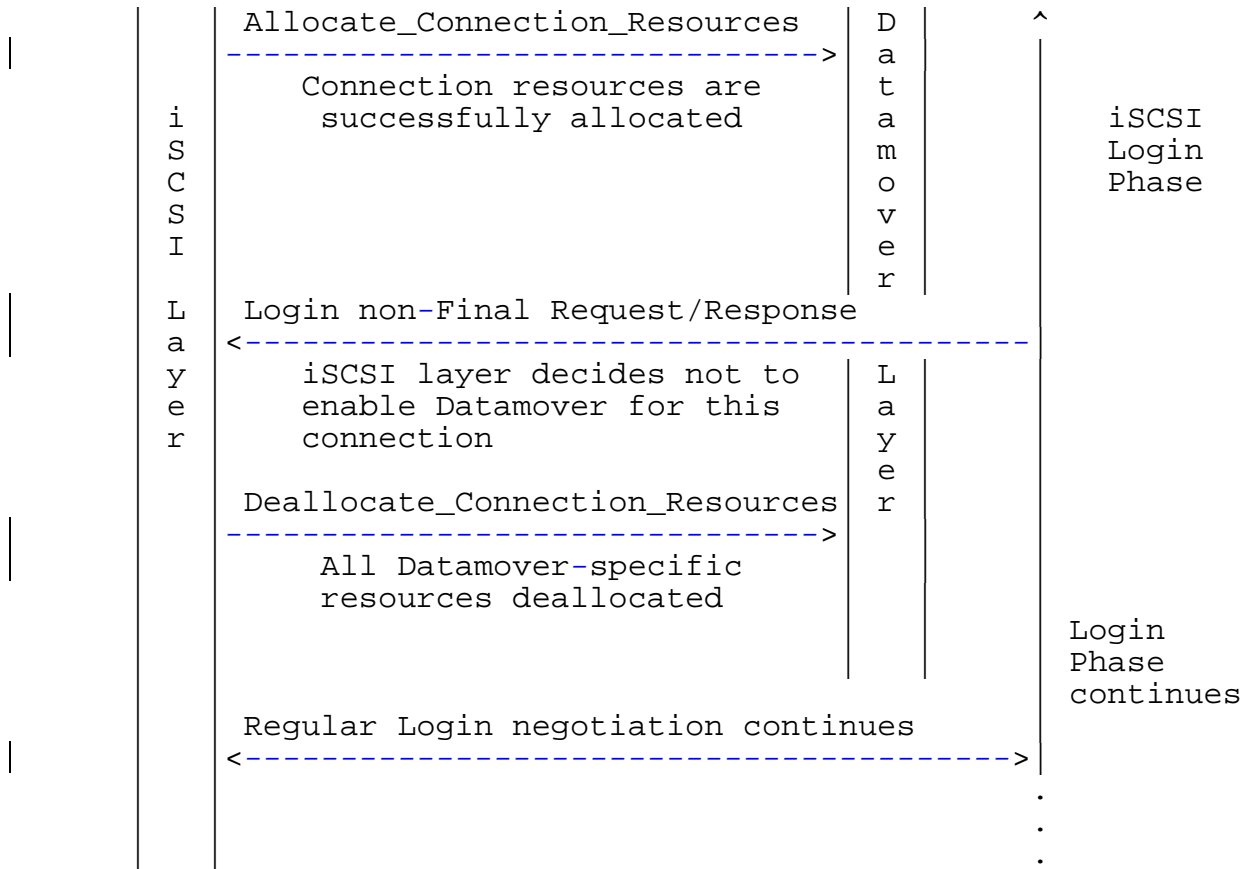 Allocate_Connection_Resources
Connection resources are
successfully allocated
iSCSI Layer
Datamover Layer
iSCSI
Login
Phase
Login non-Final Request/Response
iSCSI layer decides not to
enable Datamover for this
connection
Deallocate_Connection_Resources
All Datamover-specific
resources deallocated
Login
Phase
continues
Regular Login negotiation continues
.
.
.